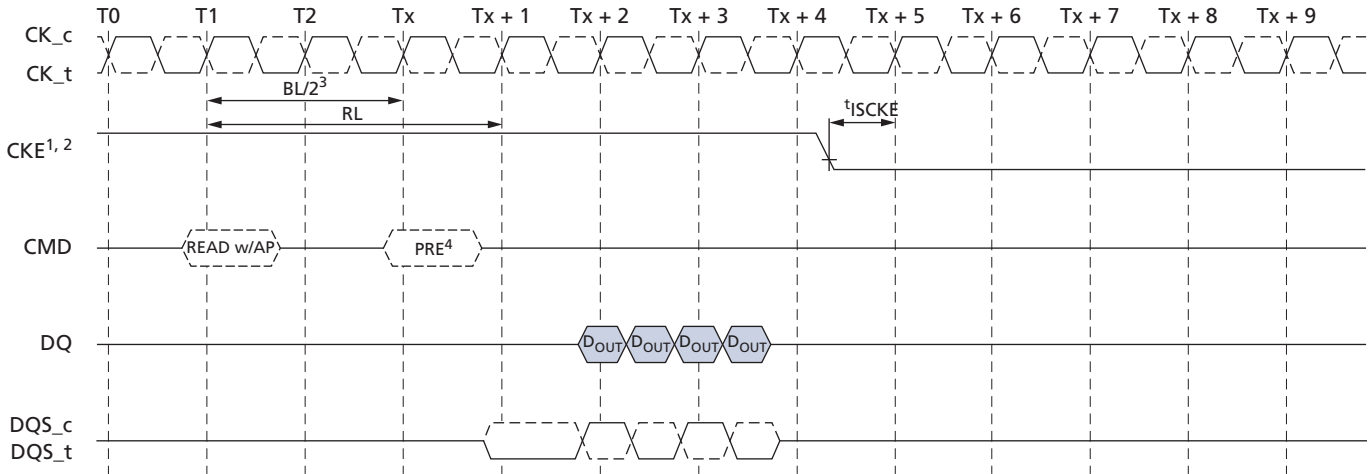 T0 T1 T2 Tx Tx + 1 Tx + 2 Tx + 3 Tx + 4 Tx + 5 Tx + 6 Tx + 7 Tx + 8 Tx + 9
CK_c
CK_t
BL/2³
RL
tISCKE
CKE1, 2
CMD
READ w/AP
PRE⁴
DQ
DOUT DOUT DOUT DOUT
DQS_c
DQS_t